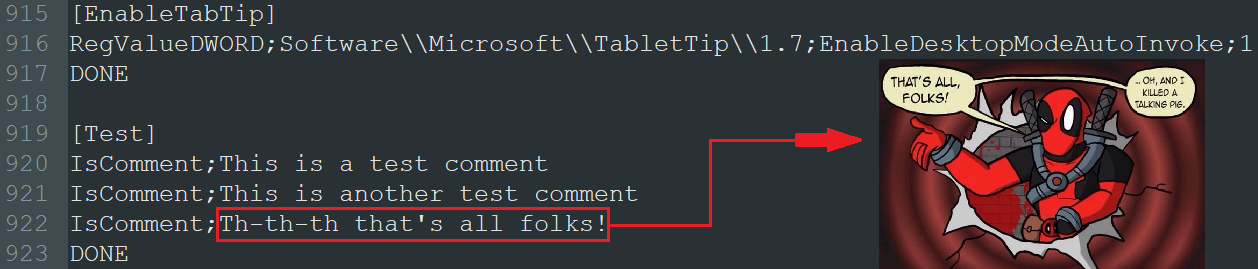 915 [EnableTabTip]
916 RegValueDWORD;Software\\Microsoft\\TabletTip\\1.7;EnableDesktopModeAutoInvoke;1
917 DONE
918
919 [Test]
920 IsComment;This is a test comment
921 IsComment;This is another test comment
922 IsComment;Th-th-th that's all folks!
923 DONE
THAT'S ALL,
FOLKS!
.. OH, AND I
KILLED A
TALKING PIG.